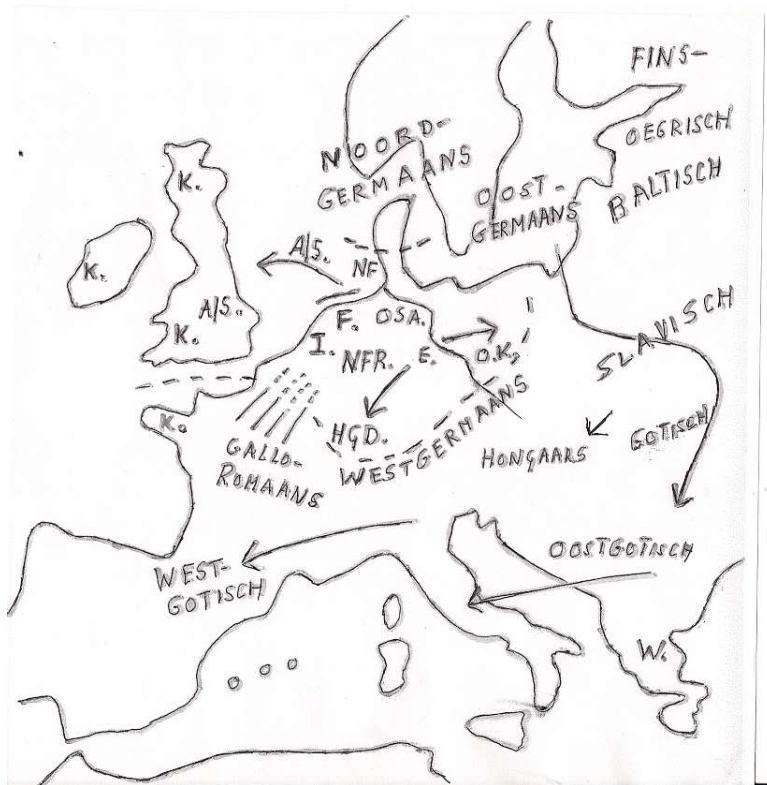 FINS-
OEGRISCH
BALTISCH
NOORD-
GERMAANS
OOST-
GERMAANS
K.
K.
A/S.
NF
A/S.
K.
F.
OSA.
I.
NFR.
E.
O.K.
SLAVISCH
K.
HGD.
WESTGERMAANS
GALLO-
ROMAANS
HONGAARS
GOTISCH
WEST-
GOTISCH
OOSTGOTISCH
W.